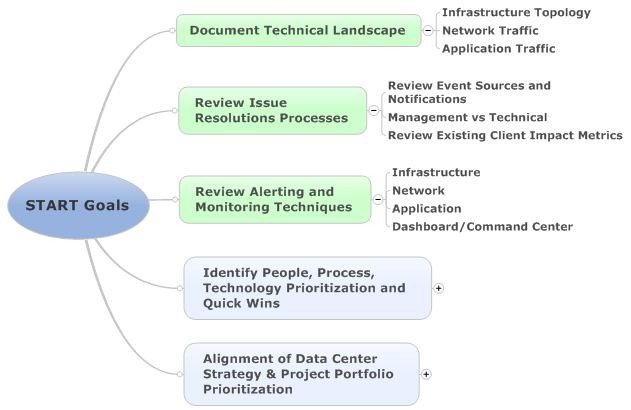 START Goals
Document Technical Landscape
Infrastructure Topology
Network Traffic
Application Traffic
Review Issue
Resolutions Processes
Review Event Sources and
Notifications
Management vs Technical
Review Existing Client Impact Metrics
Review Alerting and
Monitoring Techniques
Infrastructure
Network
Application
Dashboard/Command Center
Identify People, Process,
Technology Prioritization and
Quick Wins
Alignment of Data Center
Strategy & Project Portfolio
Prioritization